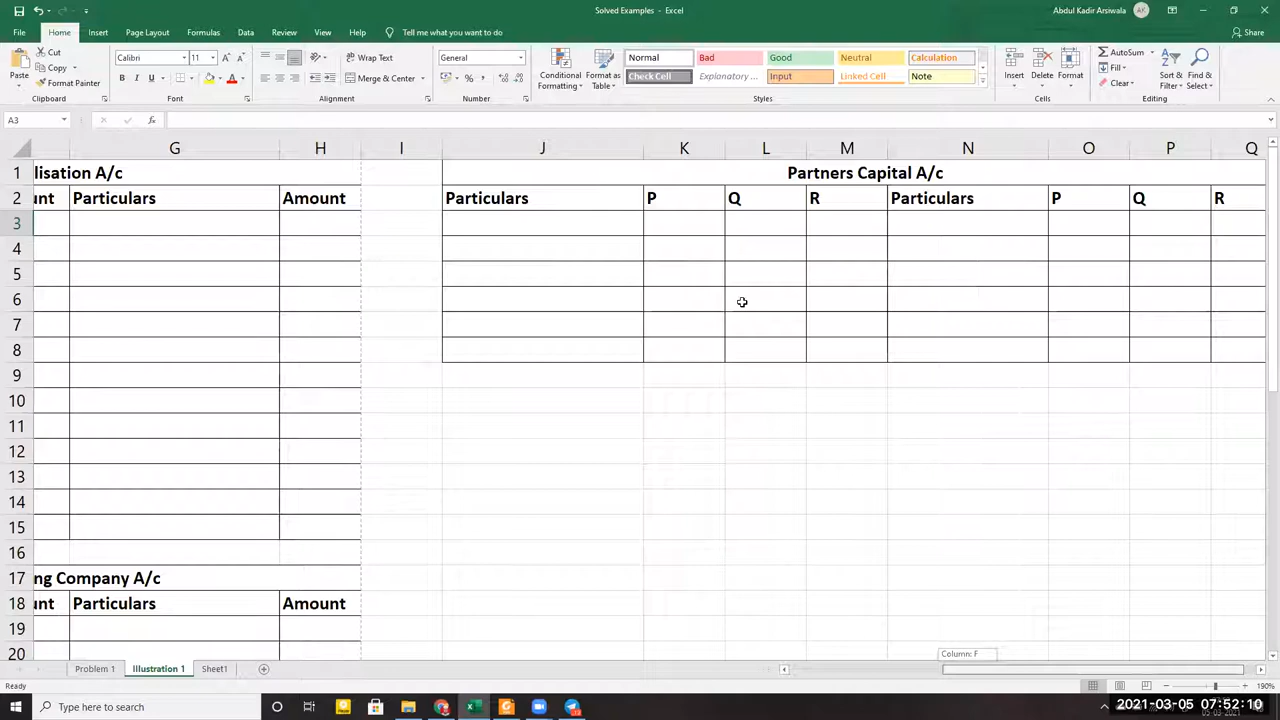 Solved Examples - Excel
Abdul Kadir Arsiwala
AK
File
Home
Insert
Page Layout
Formulas
Data
Review
View
Help
Tell me what you want to do
Share
Paste
Cut
Copy
Format Painter
Clipboard
Calibri
11
B I U
Font
Wrap Text
Merge & Center
Alignment
General
Number
Conditional Formatting
Format as Table
Normal
Bad
Good
Neutral
Calculation
Check Cell
Explanatory ...
Input
Linked Cell
Note
Styles
Insert
Delete
Format
Cells
AutoSum
Fill
Clear
Sort & Filter
Find & Select
Editing
A3
fx
G H I J K L M N O P Q
1 lisation A/c Partners Capital A/c
2 unt Particulars Amount Particulars P Q R Particulars P Q R
3
4
5
6
7
8
9
10
11
12
13
14
15
16
17 ng Company A/c
18 unt Particulars Amount
19
20
Column: F
Problem 1
Illustration 1
Sheet1
Ready
190%
Type here to search
2021-03-05 07:52:10